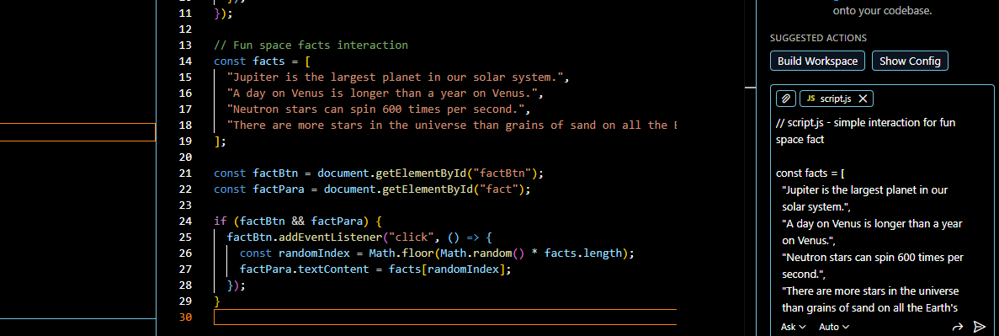 11 });
12
13 // Fun space facts interaction
14 const facts = [
15 "Jupiter is the largest planet in our solar system.",
16 "A day on Venus is longer than a year on Venus.",
17 "Neutron stars can spin 600 times per second.",
18 "There are more stars in the universe than grains of sand on all the
19 ];
20
21 const factBtn = document.getElementById("factBtn");
22 const factPara = document.getElementById("fact");
23
24 if (factBtn && factPara) {
25 factBtn.addEventListener("click", () => {
26 const randomIndex = Math.floor(Math.random() * facts.length);
27 factPara.textContent = facts[randomIndex];
28 });
29 }
30
onto your codebase.
SUGGESTED ACTIONS
Build Workspace Show Config
JS script.js
// script.js - simple interaction for fun
space fact
const facts = [
"Jupiter is the largest planet in our
solar system.",
"A day on Venus is longer than a year
on Venus.",
"Neutron stars can spin 600 times per
second.",
"There are more stars in the universe
than grains of sand on all the Earth's
Ask Auto